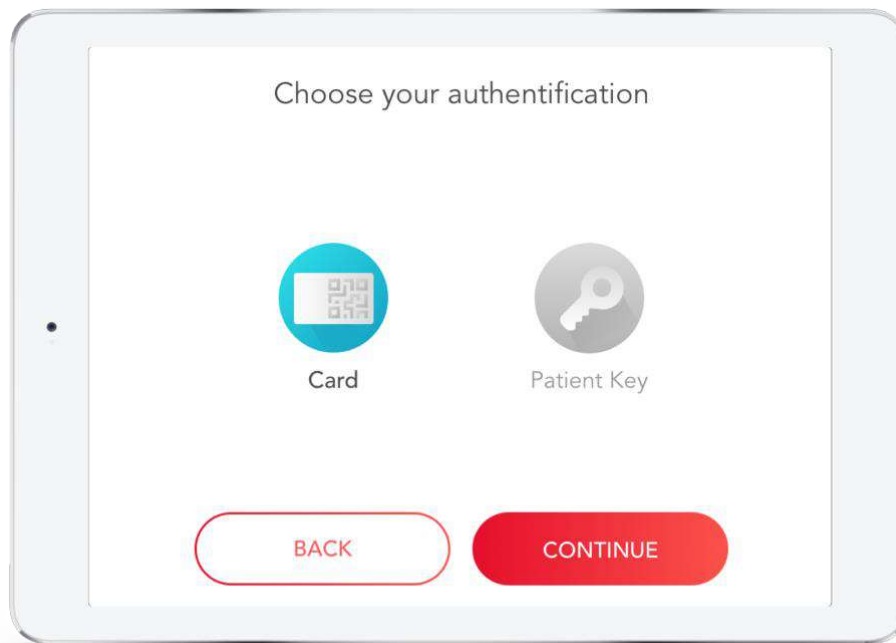 Choose your authentification
Card
Patient Key
BACK
CONTINUE